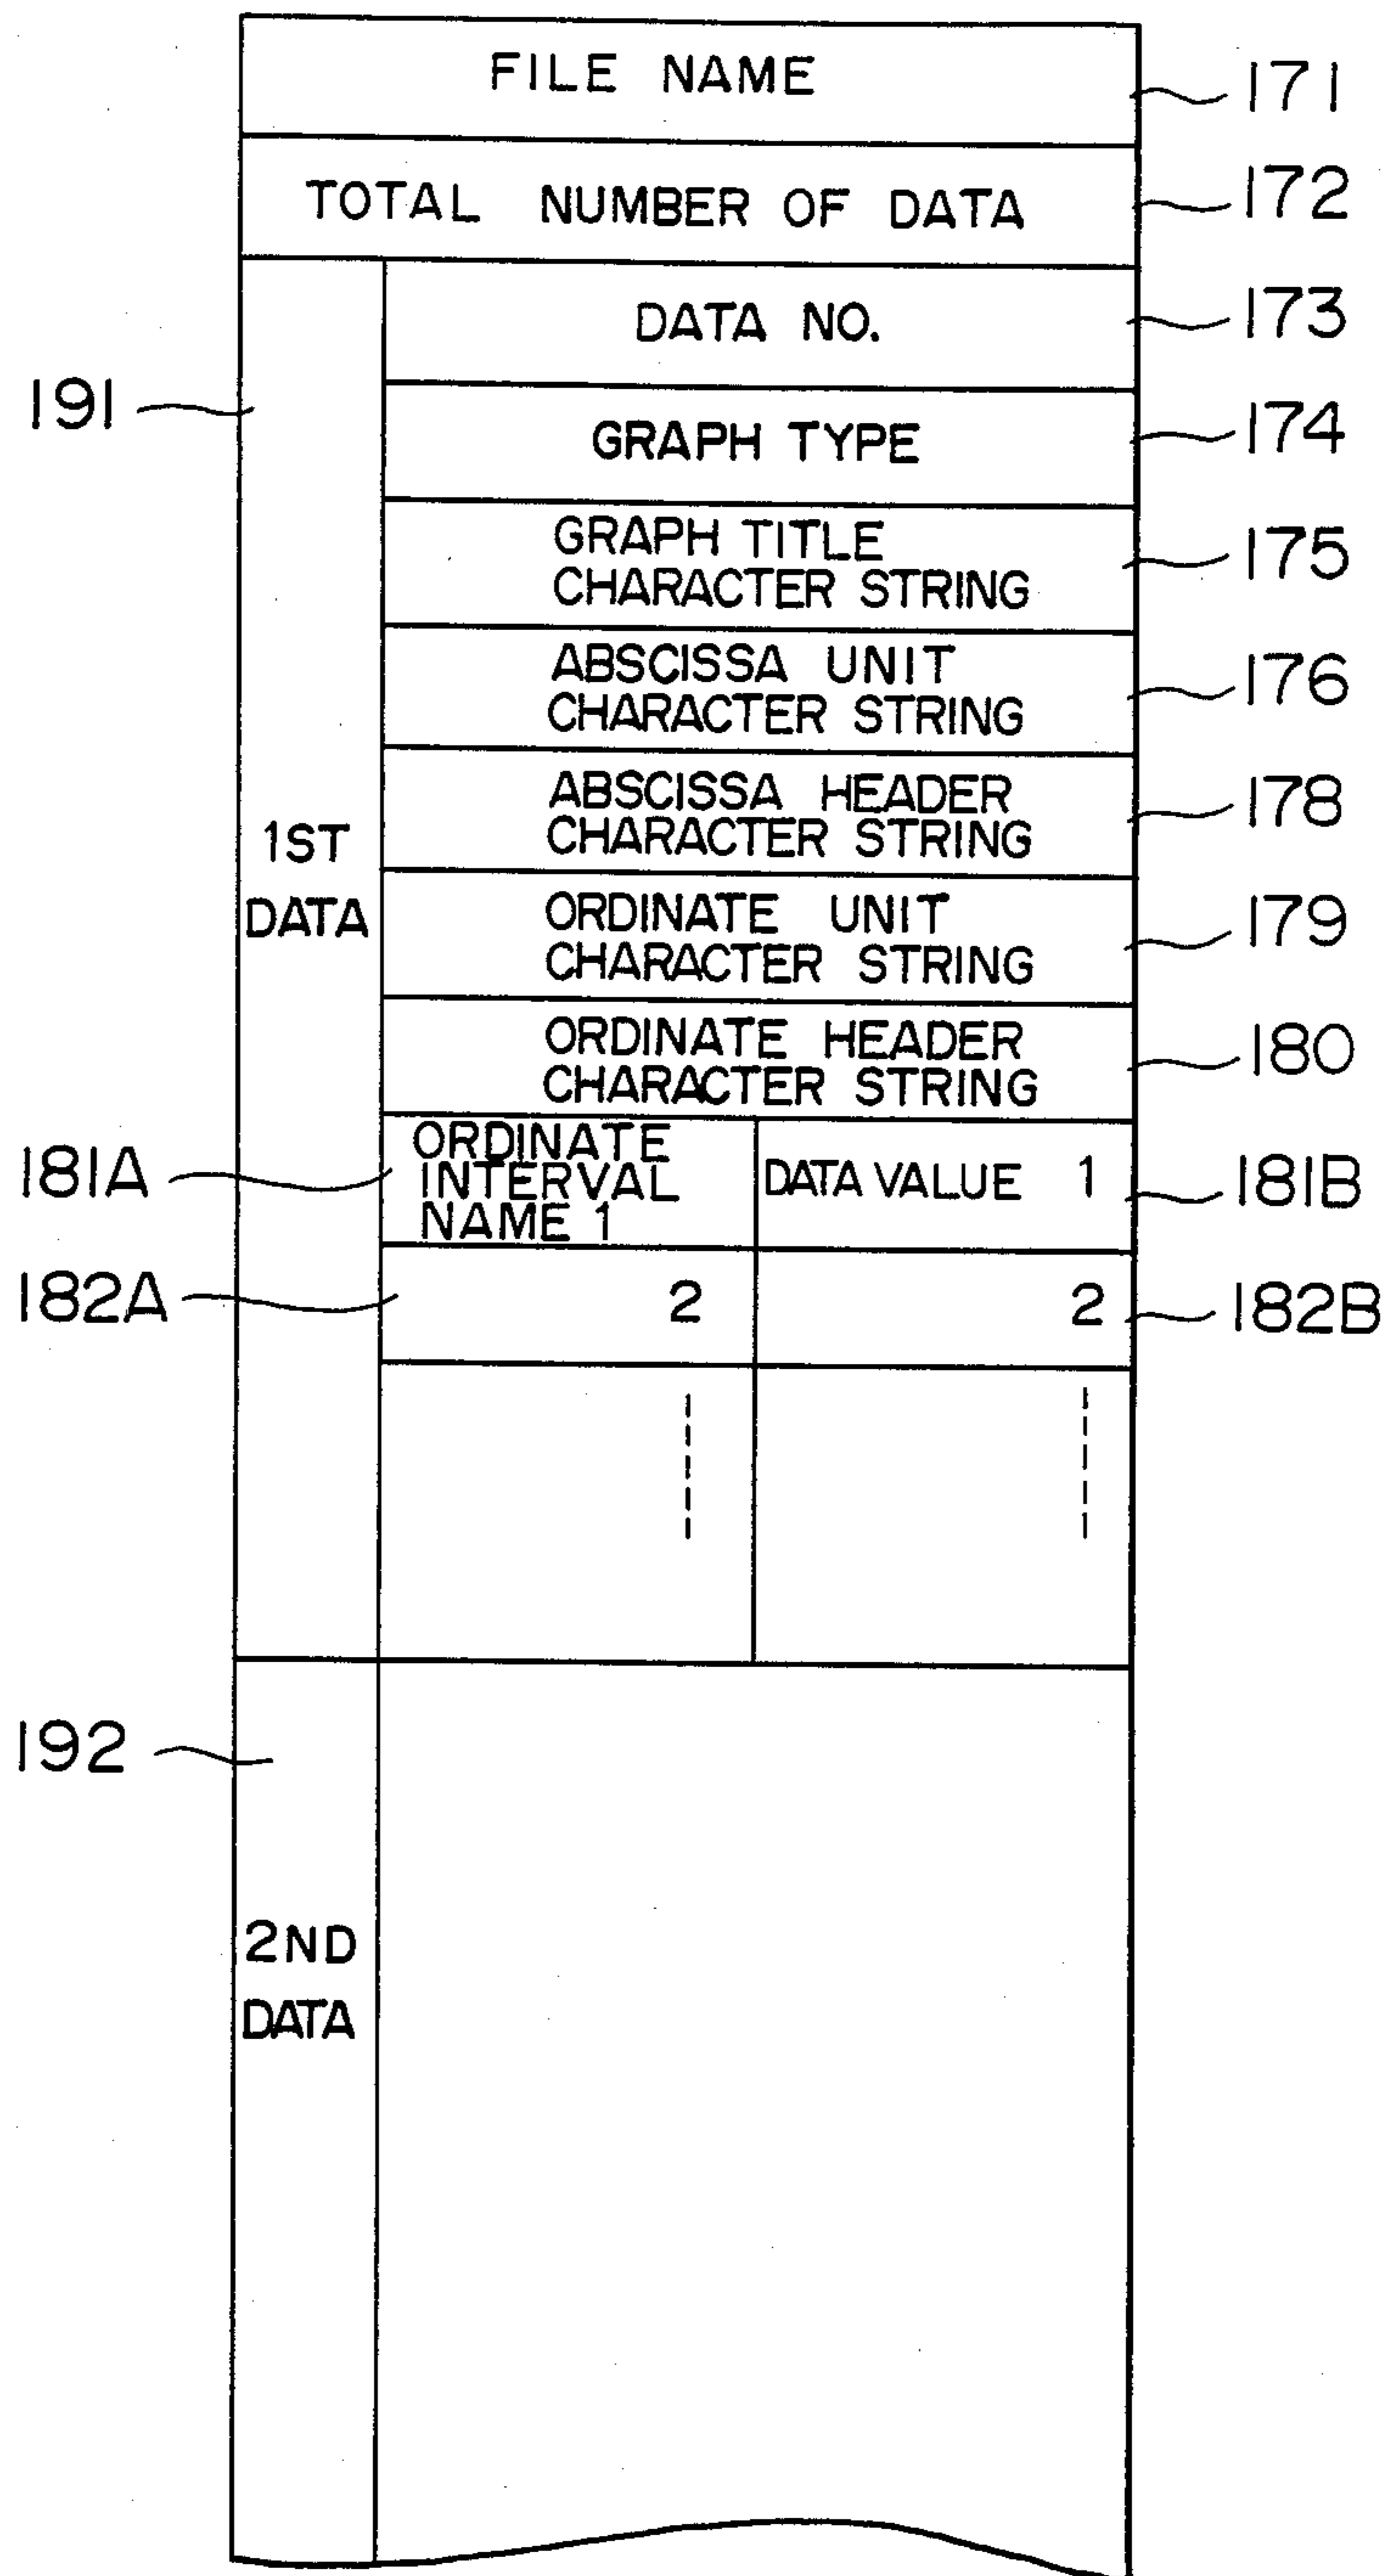 FILE NAME
171
TOTAL NUMBER OF DATA
172
DATA NO.
173
191
GRAPH TYPE
174
GRAPH TITLE
CHARACTER STRING
175
ABSCISSA UNIT
CHARACTER STRING
176
ABSCISSA HEADER
CHARACTER STRING
178
1ST
DATA
ORDINATE UNIT
CHARACTER STRING
179
ORDINATE HEADER
CHARACTER STRING
180
181A
ORDINATE
INTERVAL
NAME 1
DATA VALUE 1
181B
182A
2
2
182B
192
2ND
DATA